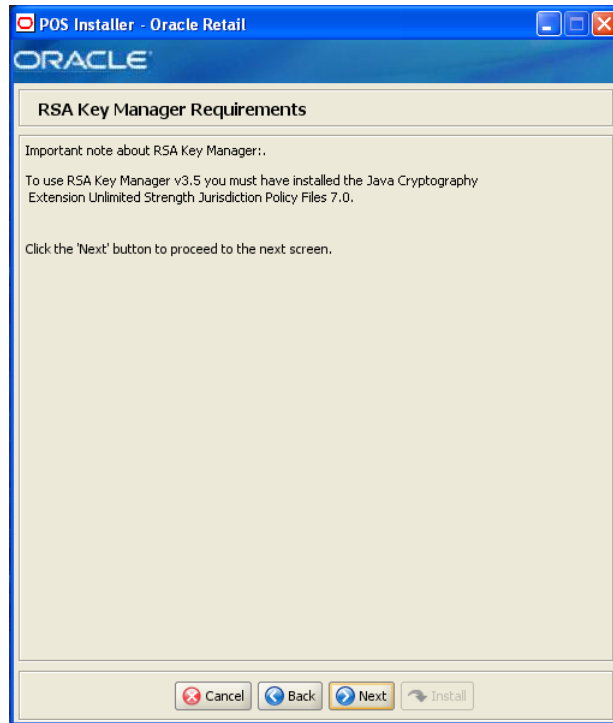 POS Installer - Oracle Retail
ORACLE
RSA Key Manager Requirements
Important note about RSA Key Manager:.
To use RSA Key Manager v3.5 you must have installed the Java Cryptography
Extension Unlimited Strength Jurisdiction Policy Files 7.0.
Click the 'Next' button to proceed to the next screen.
Cancel Back Next Install